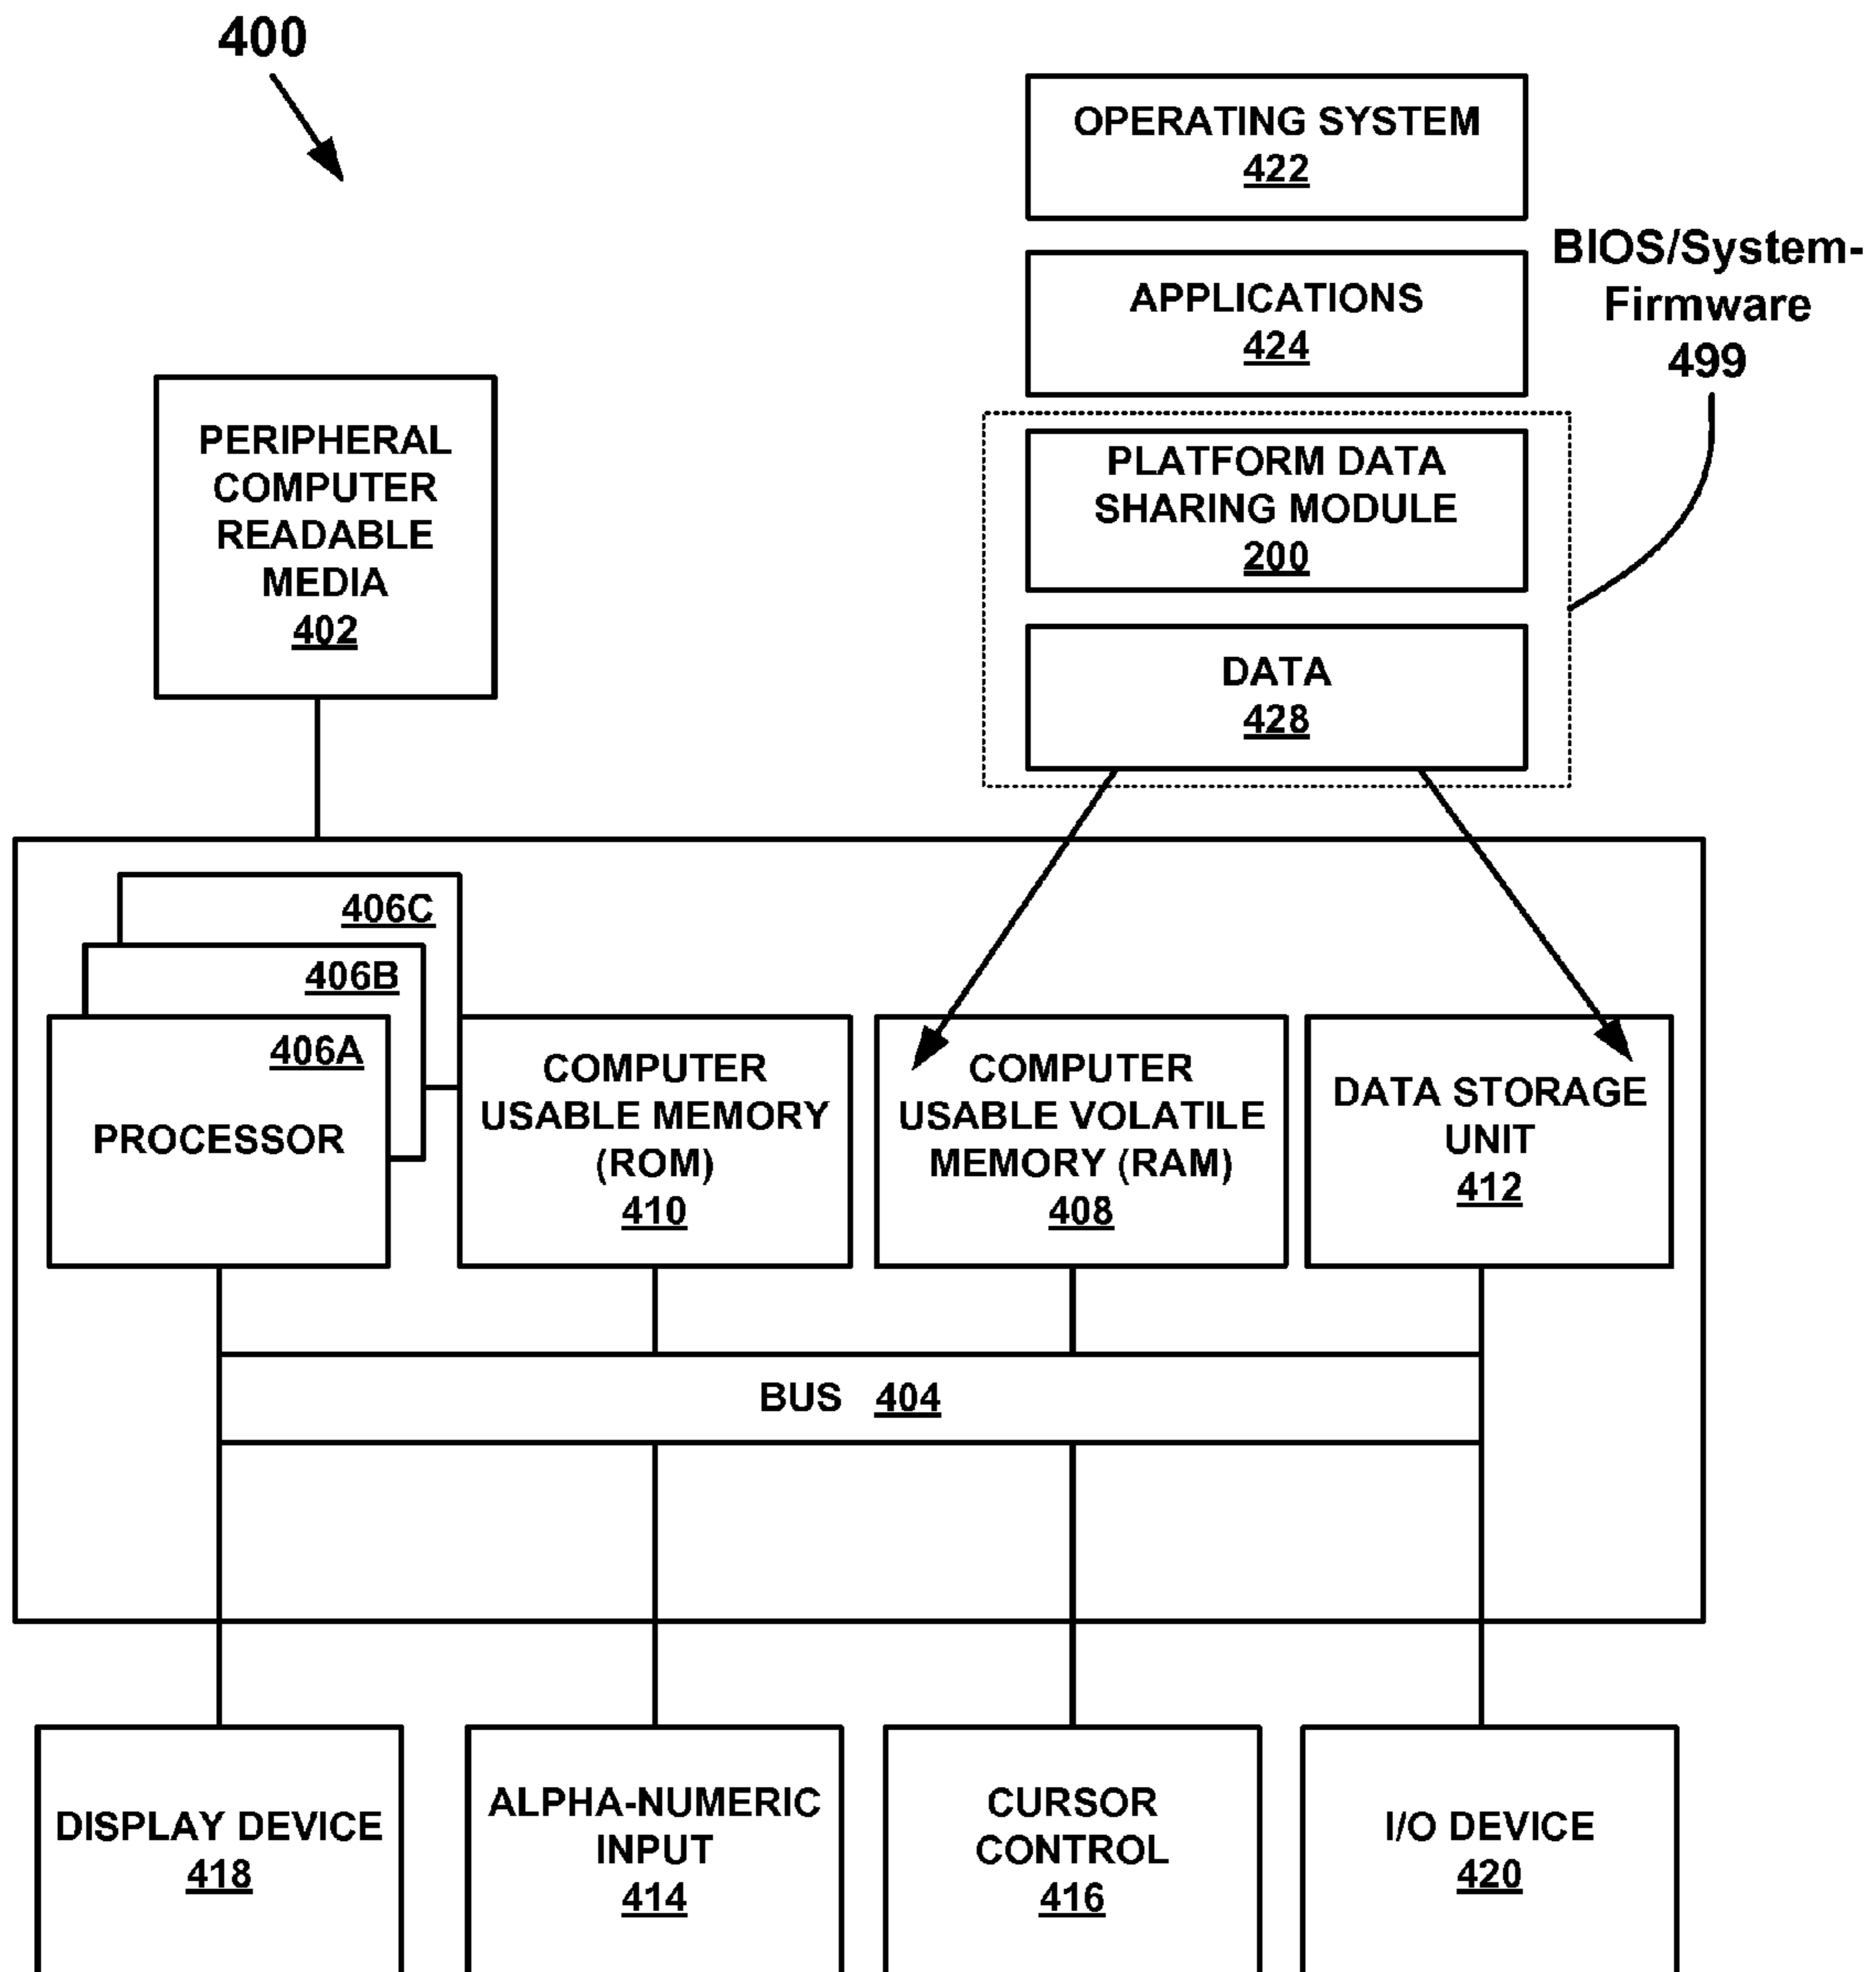 400
OPERATING SYSTEM
422
APPLICATIONS
424
BIOS/System-
Firmware
499
PERIPHERAL
COMPUTER
READABLE
MEDIA
402
PLATFORM DATA
SHARING MODULE
200
DATA
428
406C
406B
406A
PROCESSOR
COMPUTER
USABLE MEMORY
(ROM)
410
COMPUTER
USABLE VOLATILE
MEMORY (RAM)
408
DATA STORAGE
UNIT
412
BUS 404
DISPLAY DEVICE
418
ALPHA-NUMERIC
INPUT
414
CURSOR
CONTROL
416
I/O DEVICE
420